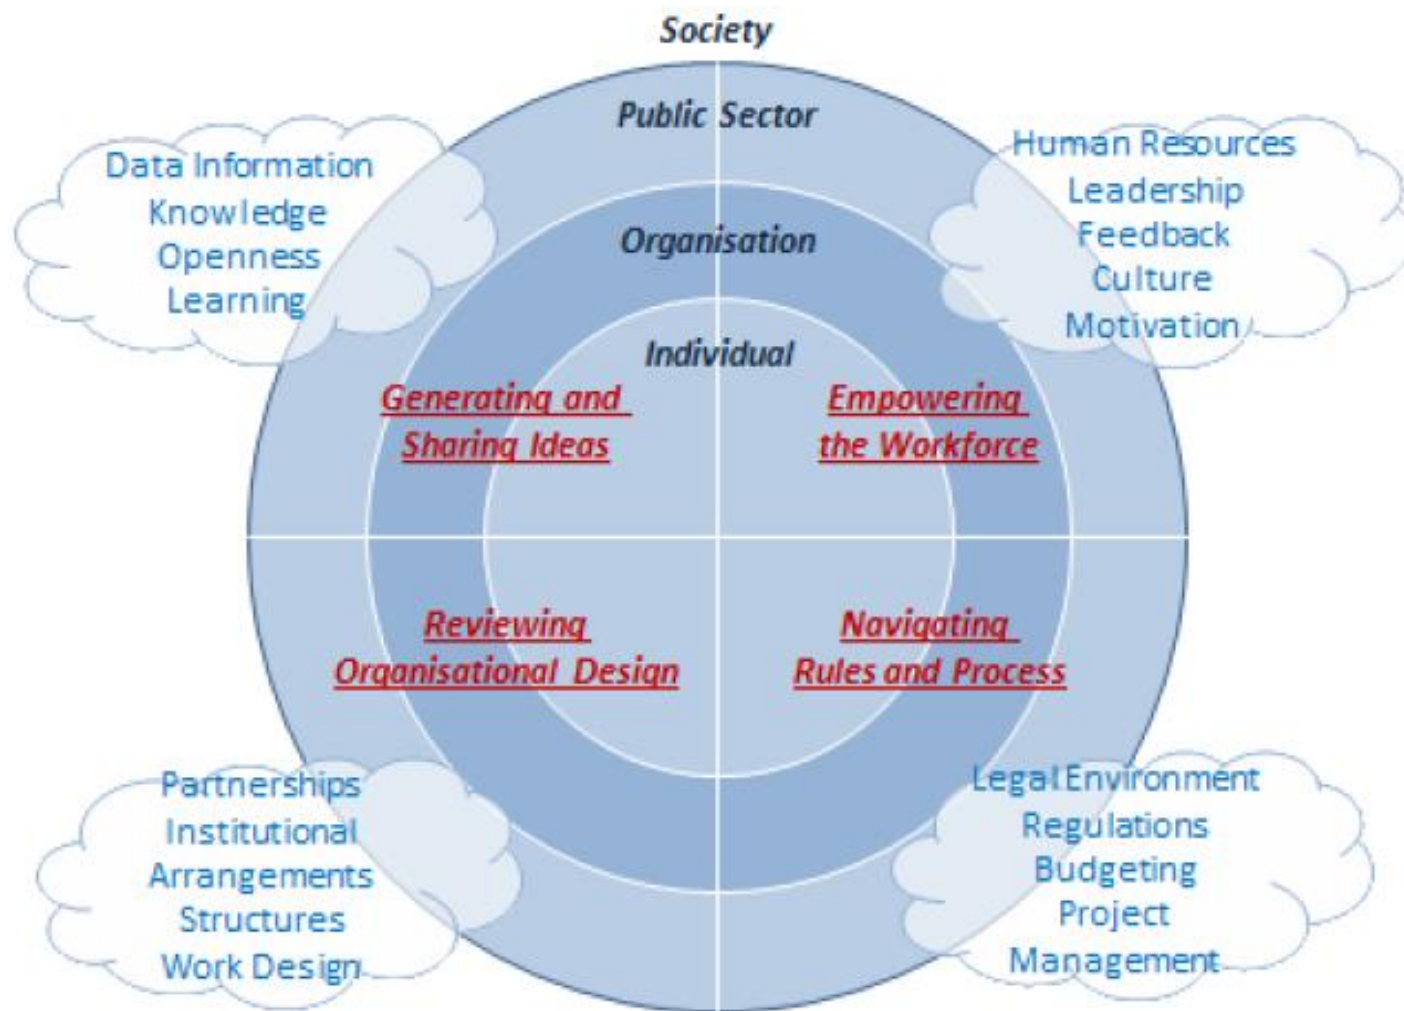 Society
Public Sector
Data Information
Knowledge
Openness
Learning
Human Resources
Leadership
Feedback
Culture
Motivation
Organisation
Individual
Generating and
Sharing Ideas
Empowering
the Workforce
Reviewing
Organisational Design
Navigating
Rules and Process
Partnerships
Institutional
Arrangements
Structures
Work Design
Legal Environment
Regulations
Budgeting
Project
Management